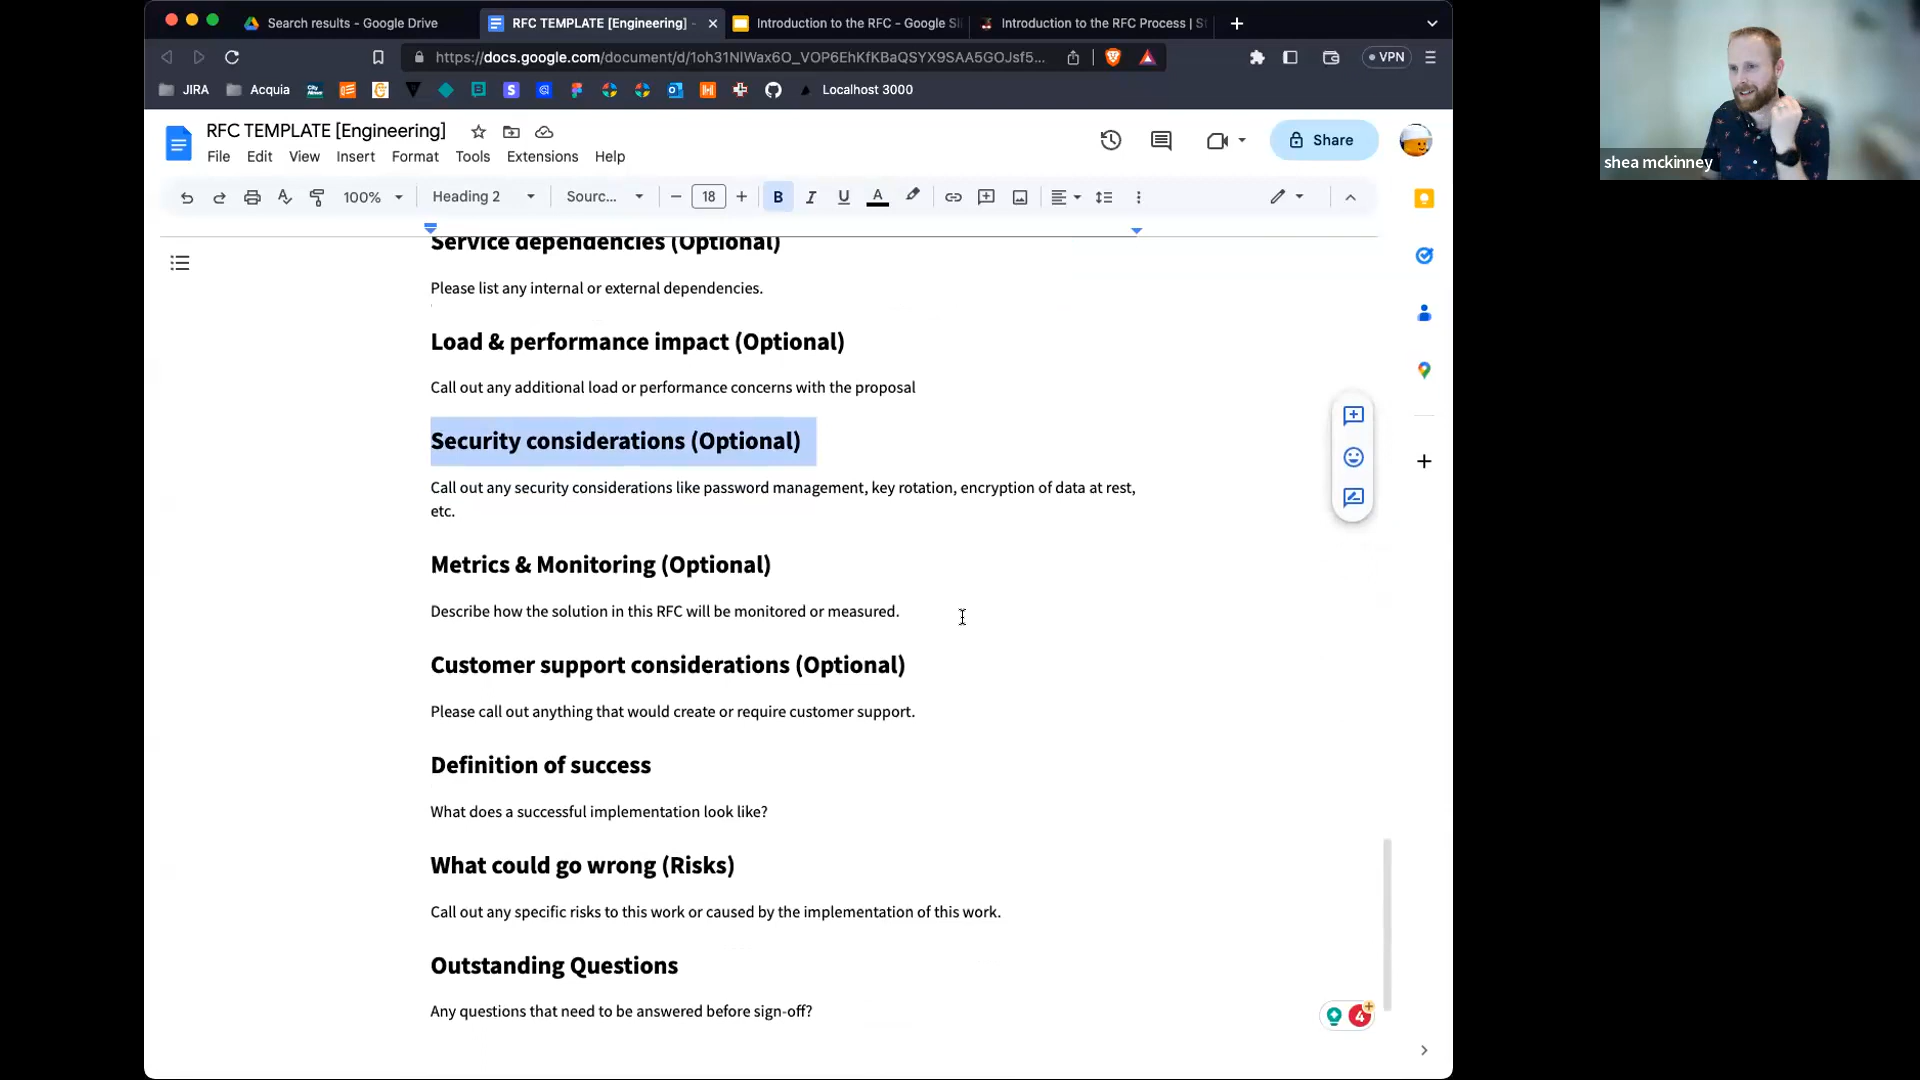 Search results - Google Drive
RFC TEMPLATE [Engineering] -
Introduction to the RFC - Google Sl
Introduction to the RFC Process | St
https://docs.google.com/document/d/1oh31NIWax6O_VOP6EhKfKBaQSYX9SAA5GOJsf5...
VPN
JIRA
Acquia
Localhost 3000
RFC TEMPLATE [Engineering]
File Edit View Insert Format Tools Extensions Help
Share
100%
Heading 2
Sourc...
18
B I U A
Service dependencies (Optional)
Please list any internal or external dependencies.
Load & performance impact (Optional)
Call out any additional load or performance concerns with the proposal
Security considerations (Optional)
Call out any security considerations like password management, key rotation, encryption of data at rest,
etc.
Metrics & Monitoring (Optional)
Describe how the solution in this RFC will be monitored or measured.
Customer support considerations (Optional)
Please call out anything that would create or require customer support.
Definition of success
What does a successful implementation look like?
What could go wrong (Risks)
Call out any specific risks to this work or caused by the implementation of this work.
Outstanding Questions
Any questions that need to be answered before sign-off?
4
shea mckinney